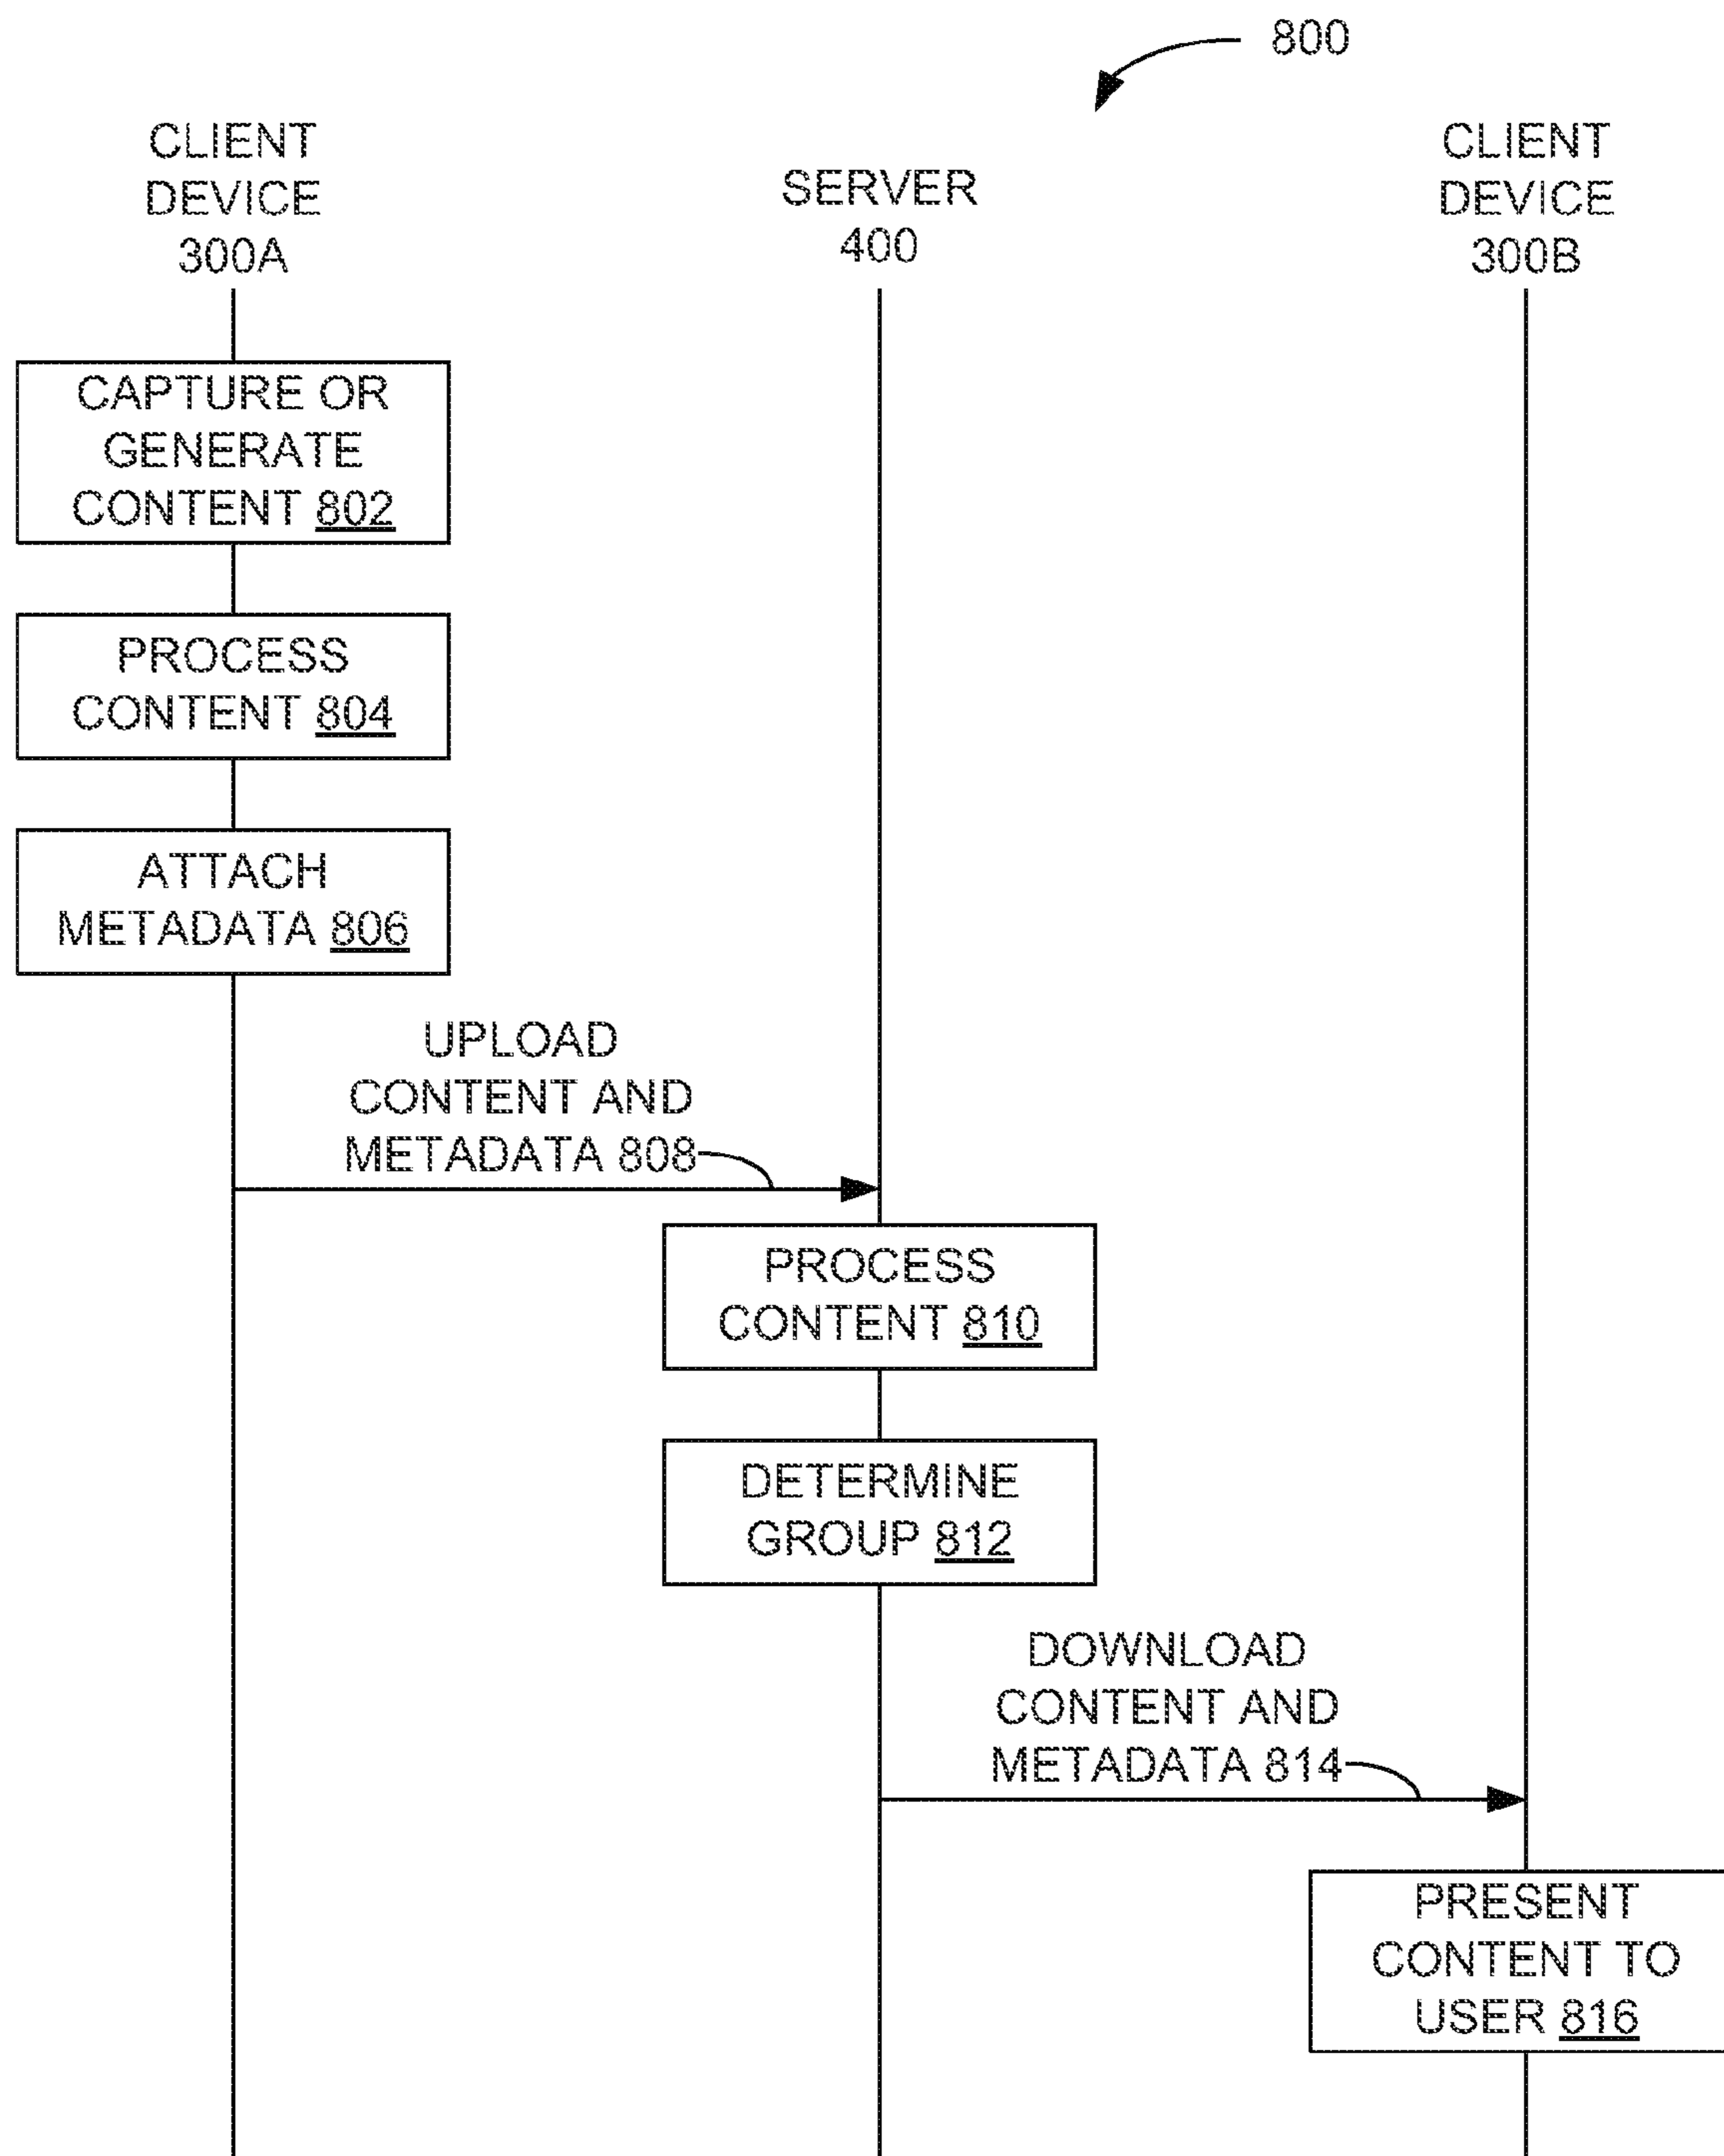 800
CLIENT
DEVICE
300A
SERVER
400
CLIENT
DEVICE
300B
CAPTURE OR
GENERATE
CONTENT 802
PROCESS
CONTENT 804
ATTACH
METADATA 806
UPLOAD
CONTENT AND
METADATA 808
PROCESS
CONTENT 810
DETERMINE
GROUP 812
DOWNLOAD
CONTENT AND
METADATA 814
PRESENT
CONTENT TO
USER 816